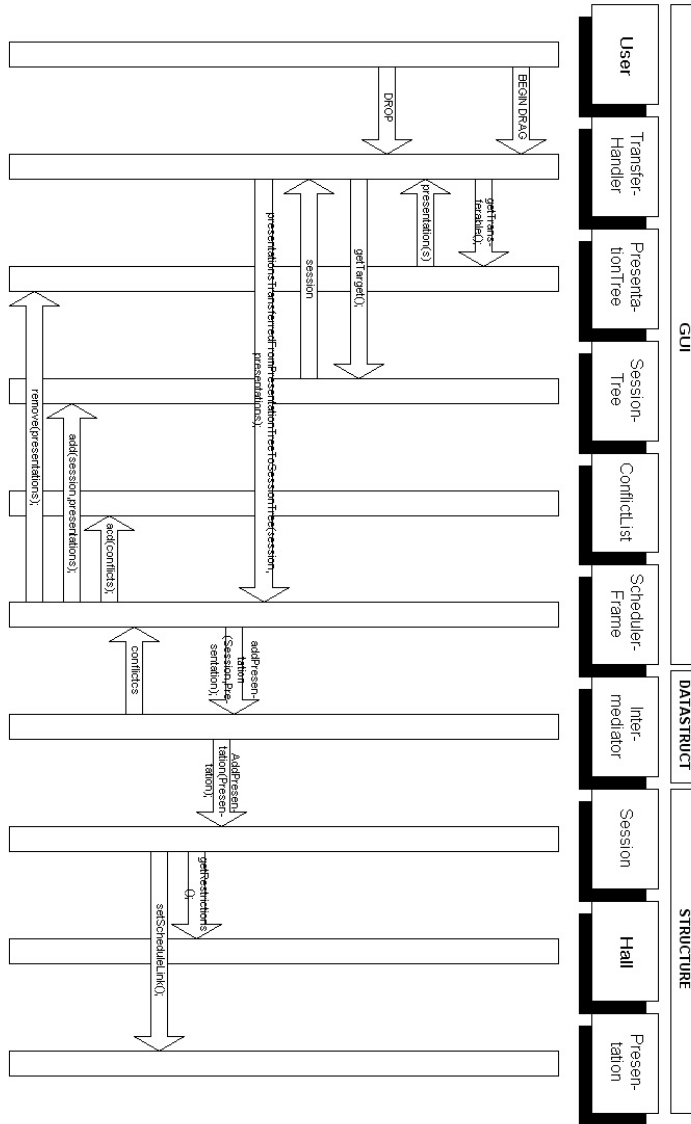 GUI
DATASTRUCT
STRUCTURE
User
Transfer-
Handler
Presenta-
tionTree
Session-
Tree
ConflictList
Scheduler-
Frame
Inter-
mediator
Session
Hall
Presen-
tation
BEGIN DRAG
getTrans-
ferable();
presentation(s)
DROP
getTarget();
session
presentationsTransferredFromPresentationTreeToSessionTree(session,
presentations);
addPresen-
tation
(Session,Pre-
sentation);
AddPresen-
tation(Presen-
tation);
getRestrictions
();
setScheduleLink();
conflictcs
add(conflicts);
add(session,presentations);
remove(presentations);